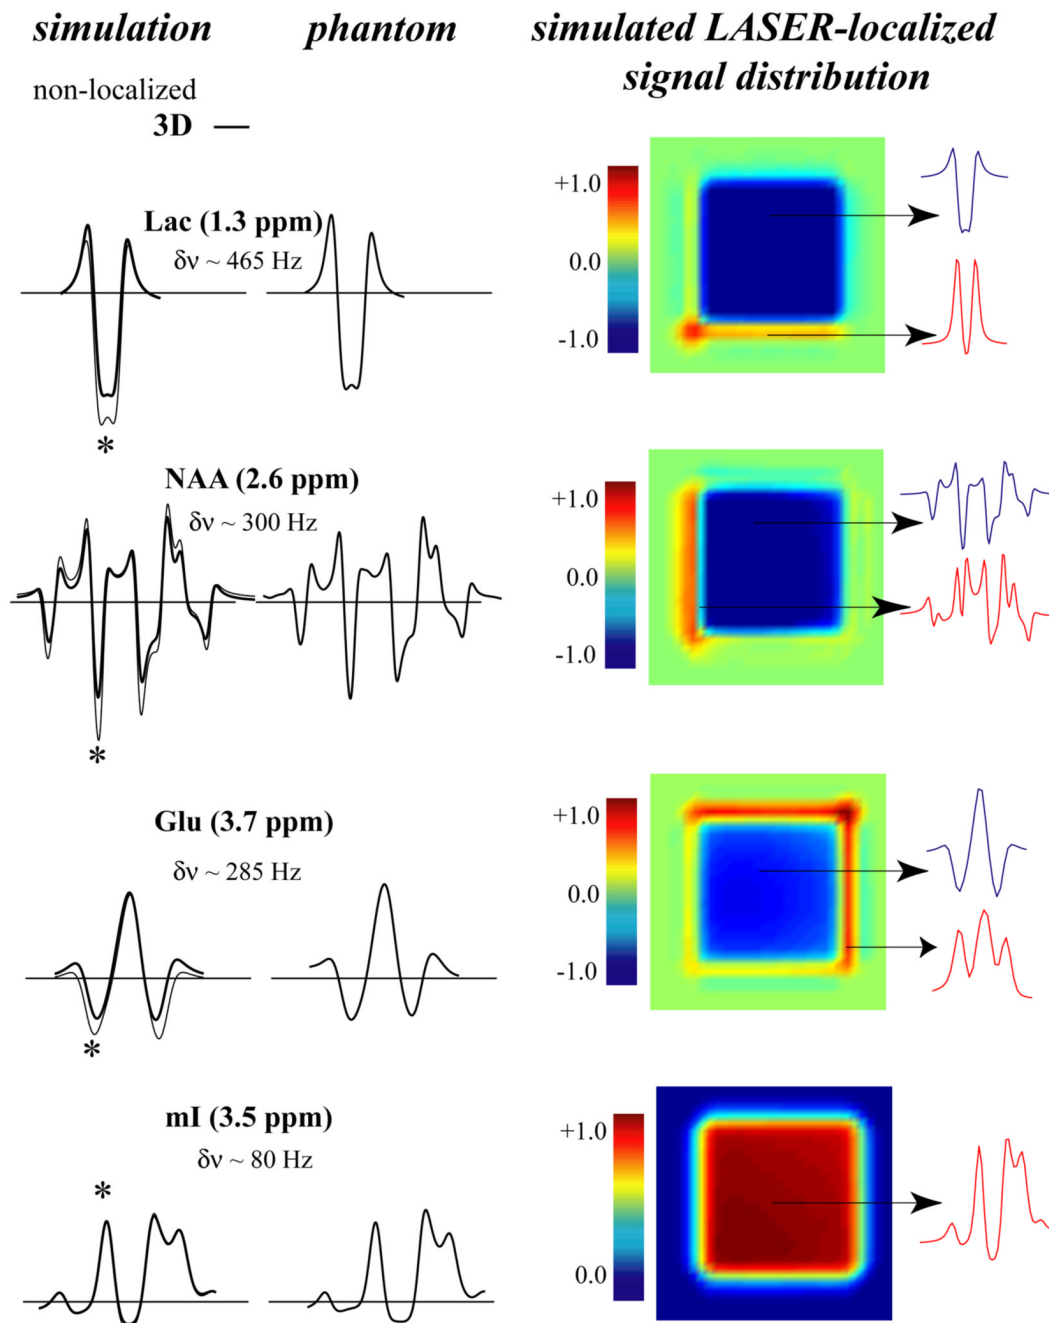 simulation
phantom
simulated LASER-localized
signal distribution
non-localized
3D
Lac (1.3 ppm)
δν ~ 465 Hz
*
+1.0
0.0
-1.0
NAA (2.6 ppm)
δν ~ 300 Hz
*
+1.0
0.0
-1.0
Glu (3.7 ppm)
δν ~ 285 Hz
*
+1.0
0.0
-1.0
mI (3.5 ppm)
δν ~ 80 Hz
*
+1.0
0.0